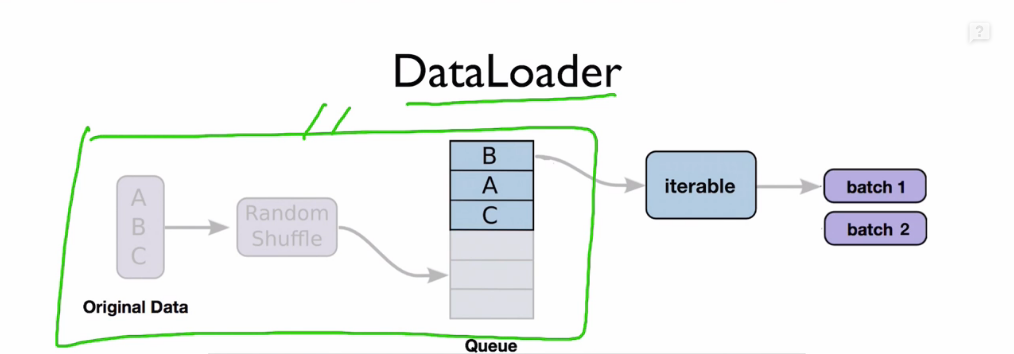 ?
DataLoader
A
B
C
Original Data
Random
Shuffle
B
A
C
Queue
iterable
batch 1
batch 2